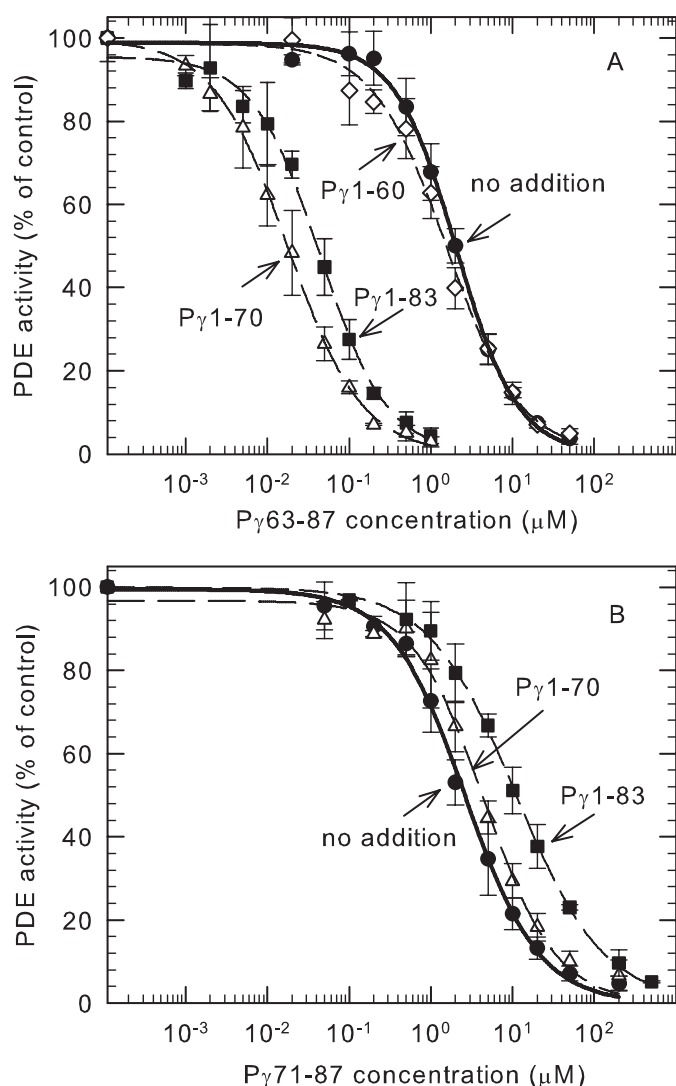 A
PDE activity (% of control)
100
80
60
40
20
0
Pγ1-60
no addition
Pγ1-70
Pγ1-83
10⁻³ 10⁻² 10⁻¹ 10⁰ 10¹ 10²
Pγ63-87 concentration (μM)
B
PDE activity (% of control)
100
80
60
40
20
0
Pγ1-70
Pγ1-83
no addition
10⁻³ 10⁻² 10⁻¹ 10⁰ 10¹ 10²
Pγ71-87 concentration (μM)